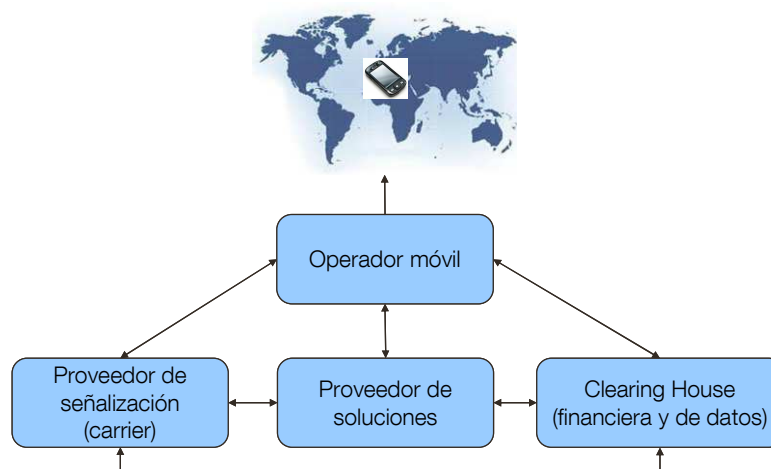 Operador móvil
Proveedor de
señalización
(carrier)
Proveedor de
soluciones
Clearing House
(financiera y de datos)